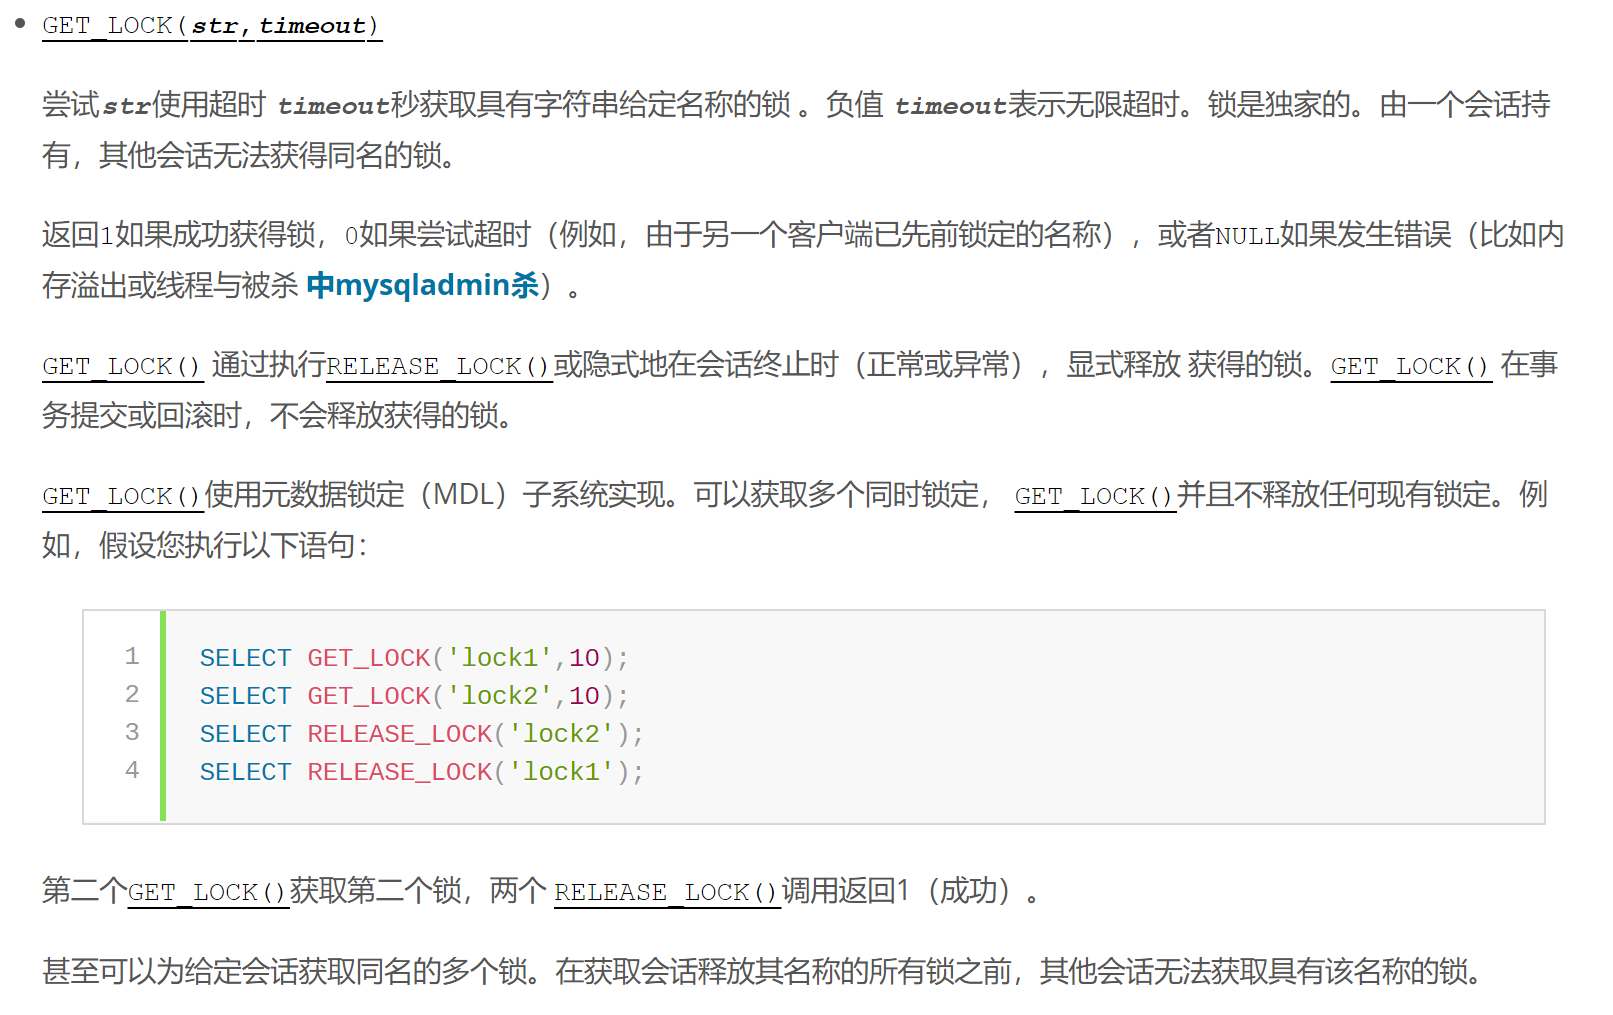 GET_LOCK(str,timeout)
尝试str使用超时 timeout秒获取具有字符串给定名称的锁 。负值 timeout表示无限超时。锁是独家的。由一个会话持
有，其他会话无法获得同名的锁。
返回1如果成功获得锁，0如果尝试超时（例如，由于另一个客户端已先前锁定的名称），或者NULL如果发生错误（比如内
存溢出或线程与被杀 中mysqladmin杀）。
GET_LOCK() 通过执行RELEASE_LOCK()或隐式地在会话终止时（正常或异常），显式释放 获得的锁。GET_LOCK() 在事
务提交或回滚时，不会释放获得的锁。
GET_LOCK()使用元数据锁定（MDL）子系统实现。可以获取多个同时锁定， GET_LOCK()并且不释放任何现有锁定。例
如，假设您执行以下语句：
1 SELECT GET_LOCK('lock1',10);
2 SELECT GET_LOCK('lock2',10);
3 SELECT RELEASE_LOCK('lock2');
4 SELECT RELEASE_LOCK('lock1');
第二个GET_LOCK()获取第二个锁，两个 RELEASE_LOCK()调用返回1（成功）。
甚至可以为给定会话获取同名的多个锁。在获取会话释放其名称的所有锁之前，其他会话无法获取具有该名称的锁。